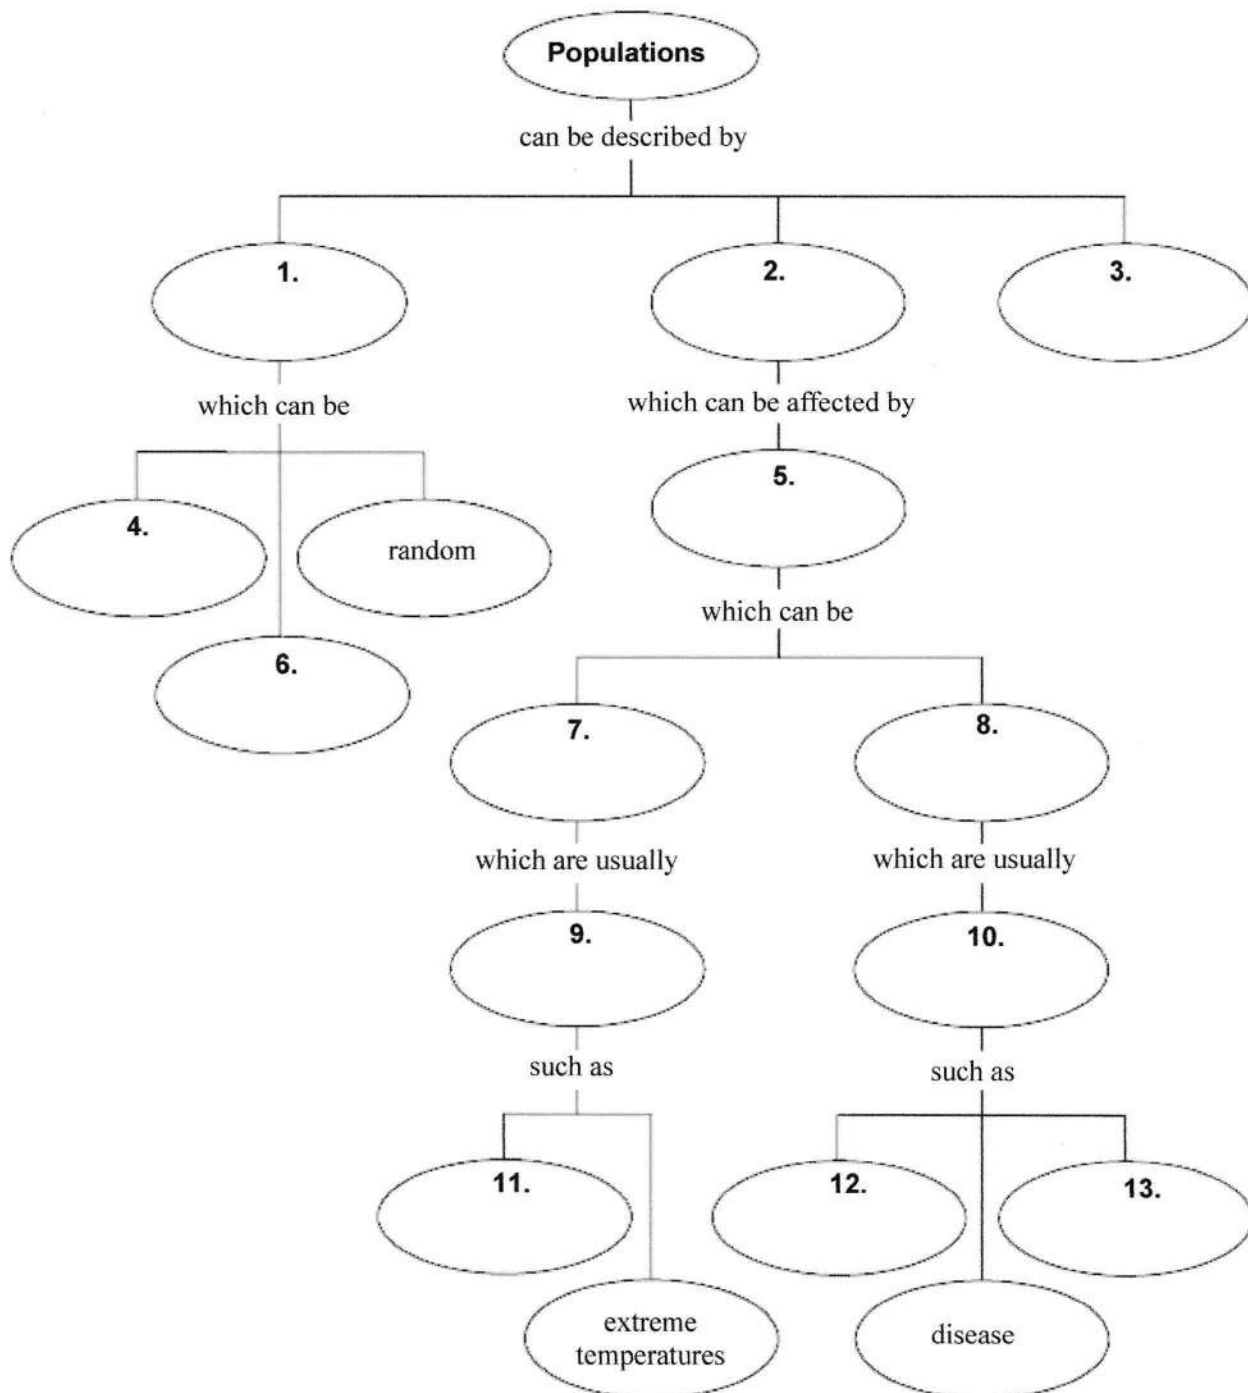 Populations
can be described by
1.
2.
3.
which can be
which can be affected by
4.
random
5.
6.
which can be
7.
8.
which are usually
which are usually
9.
10.
such as
such as
11.
12.
13.
extreme
temperatures
disease